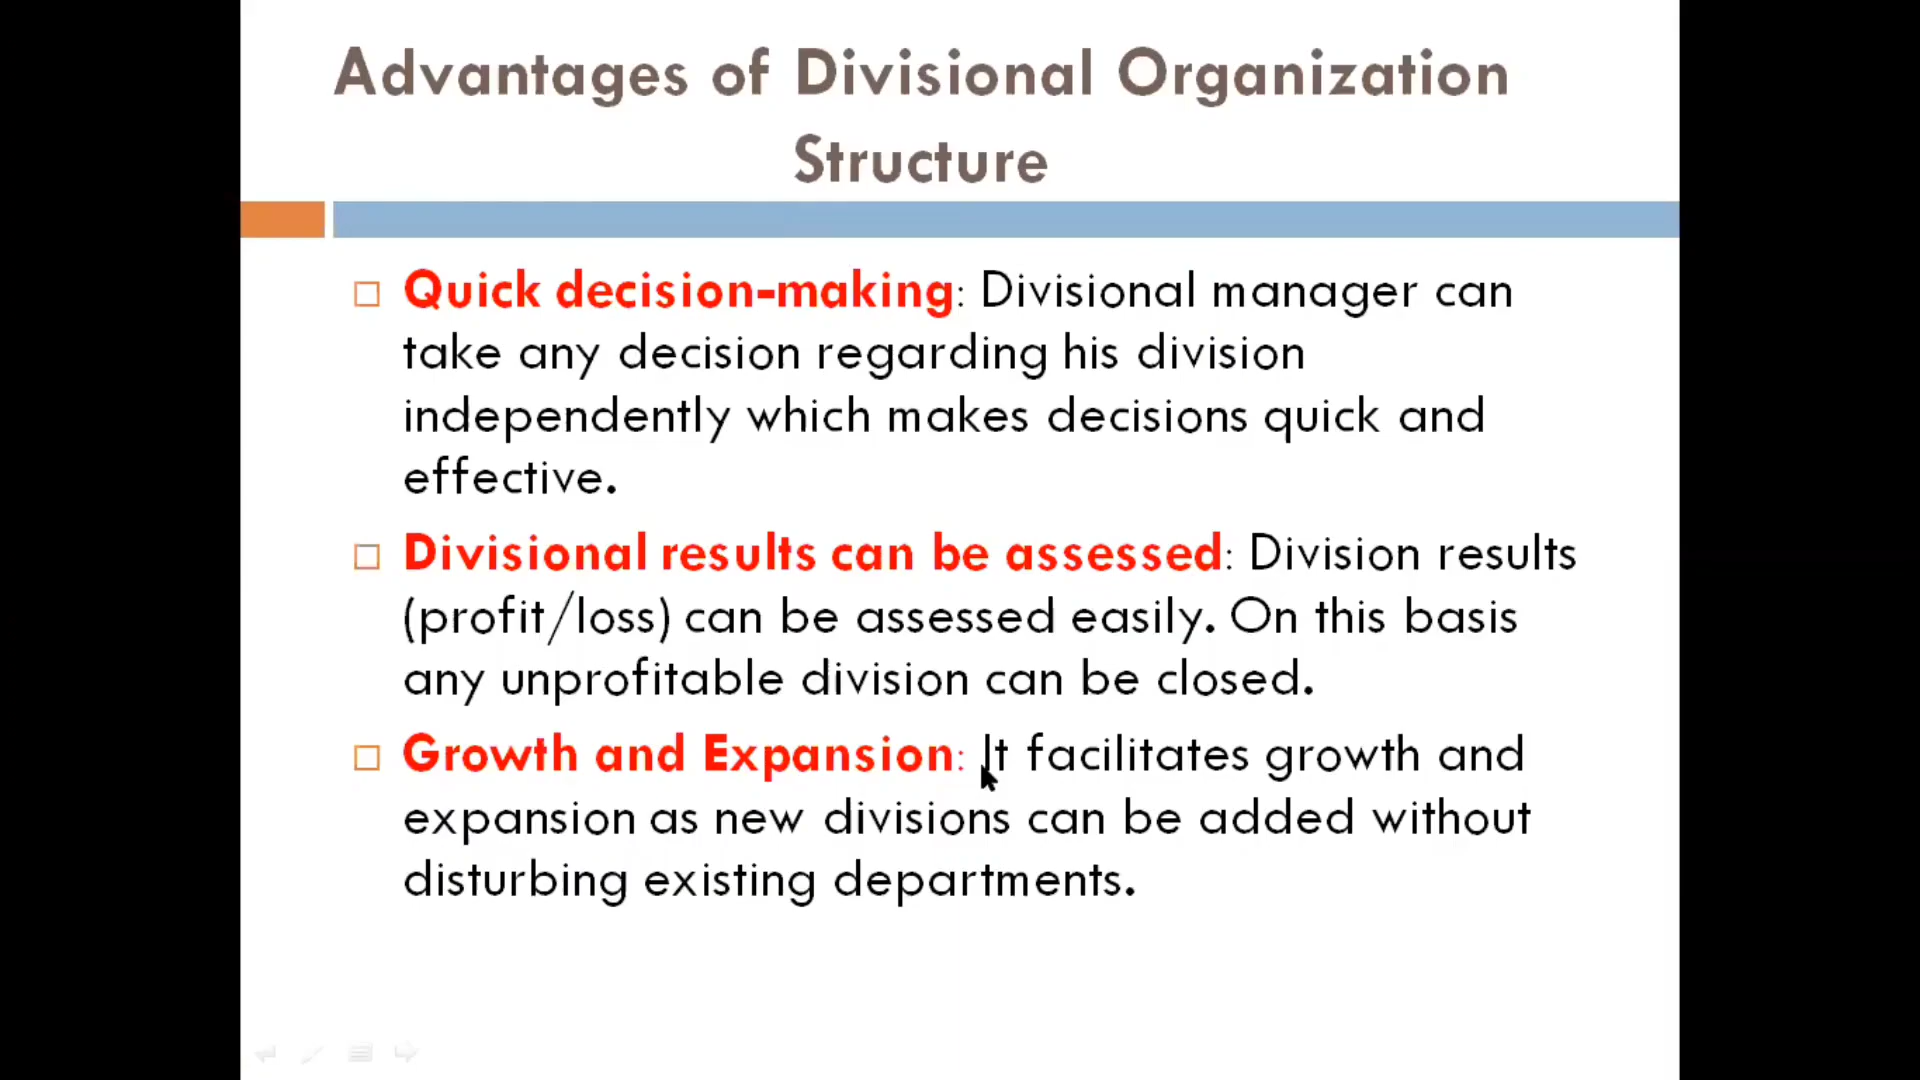 Advantages of Divisional Organization
Structure
Quick decision-making: Divisional manager can
take any decision regarding his division
independently which makes decisions quick and
effective.
Divisional results can be assessed: Division results
(profit/loss) can be assessed easily. On this basis
any unprofitable division can be closed.
Growth and Expansion: It facilitates growth and
expansion as new divisions can be added without
disturbing existing departments.